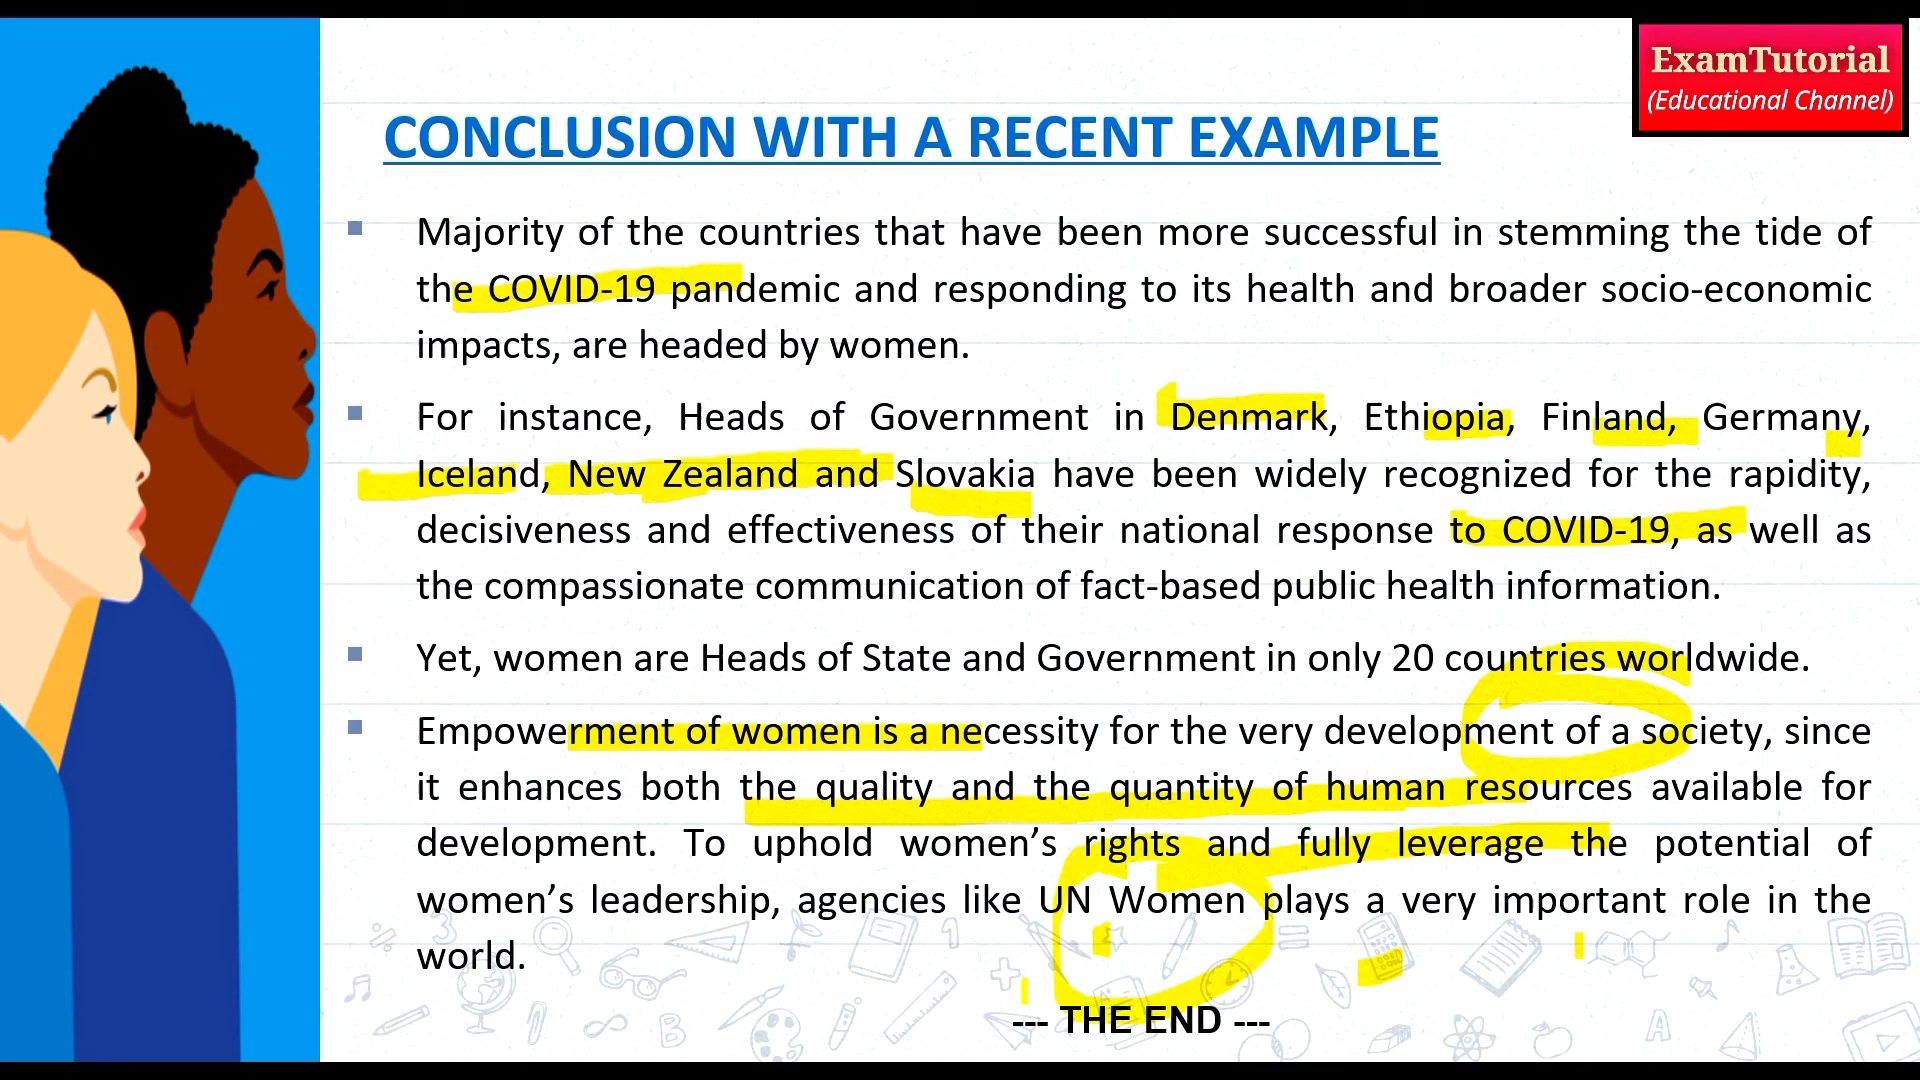 ExamTutorial
(Educational Channel)
CONCLUSION WITH A RECENT EXAMPLE
▪ Majority of the countries that have been more successful in stemming the tide of
the COVID-19 pandemic and responding to its health and broader socio-economic
impacts, are headed by women.
▪ For instance, Heads of Government in Denmark, Ethiopia, Finland, Germany,
Iceland, New Zealand and Slovakia have been widely recognized for the rapidity,
decisiveness and effectiveness of their national response to COVID-19, as well as
the compassionate communication of fact-based public health information.
▪ Yet, women are Heads of State and Government in only 20 countries worldwide.
▪ Empowerment of women is a necessity for the very development of a society, since
it enhances both the quality and the quantity of human resources available for
development. To uphold women’s rights and fully leverage the potential of
women’s leadership, agencies like UN Women plays a very important role in the
world.
--- THE END ---